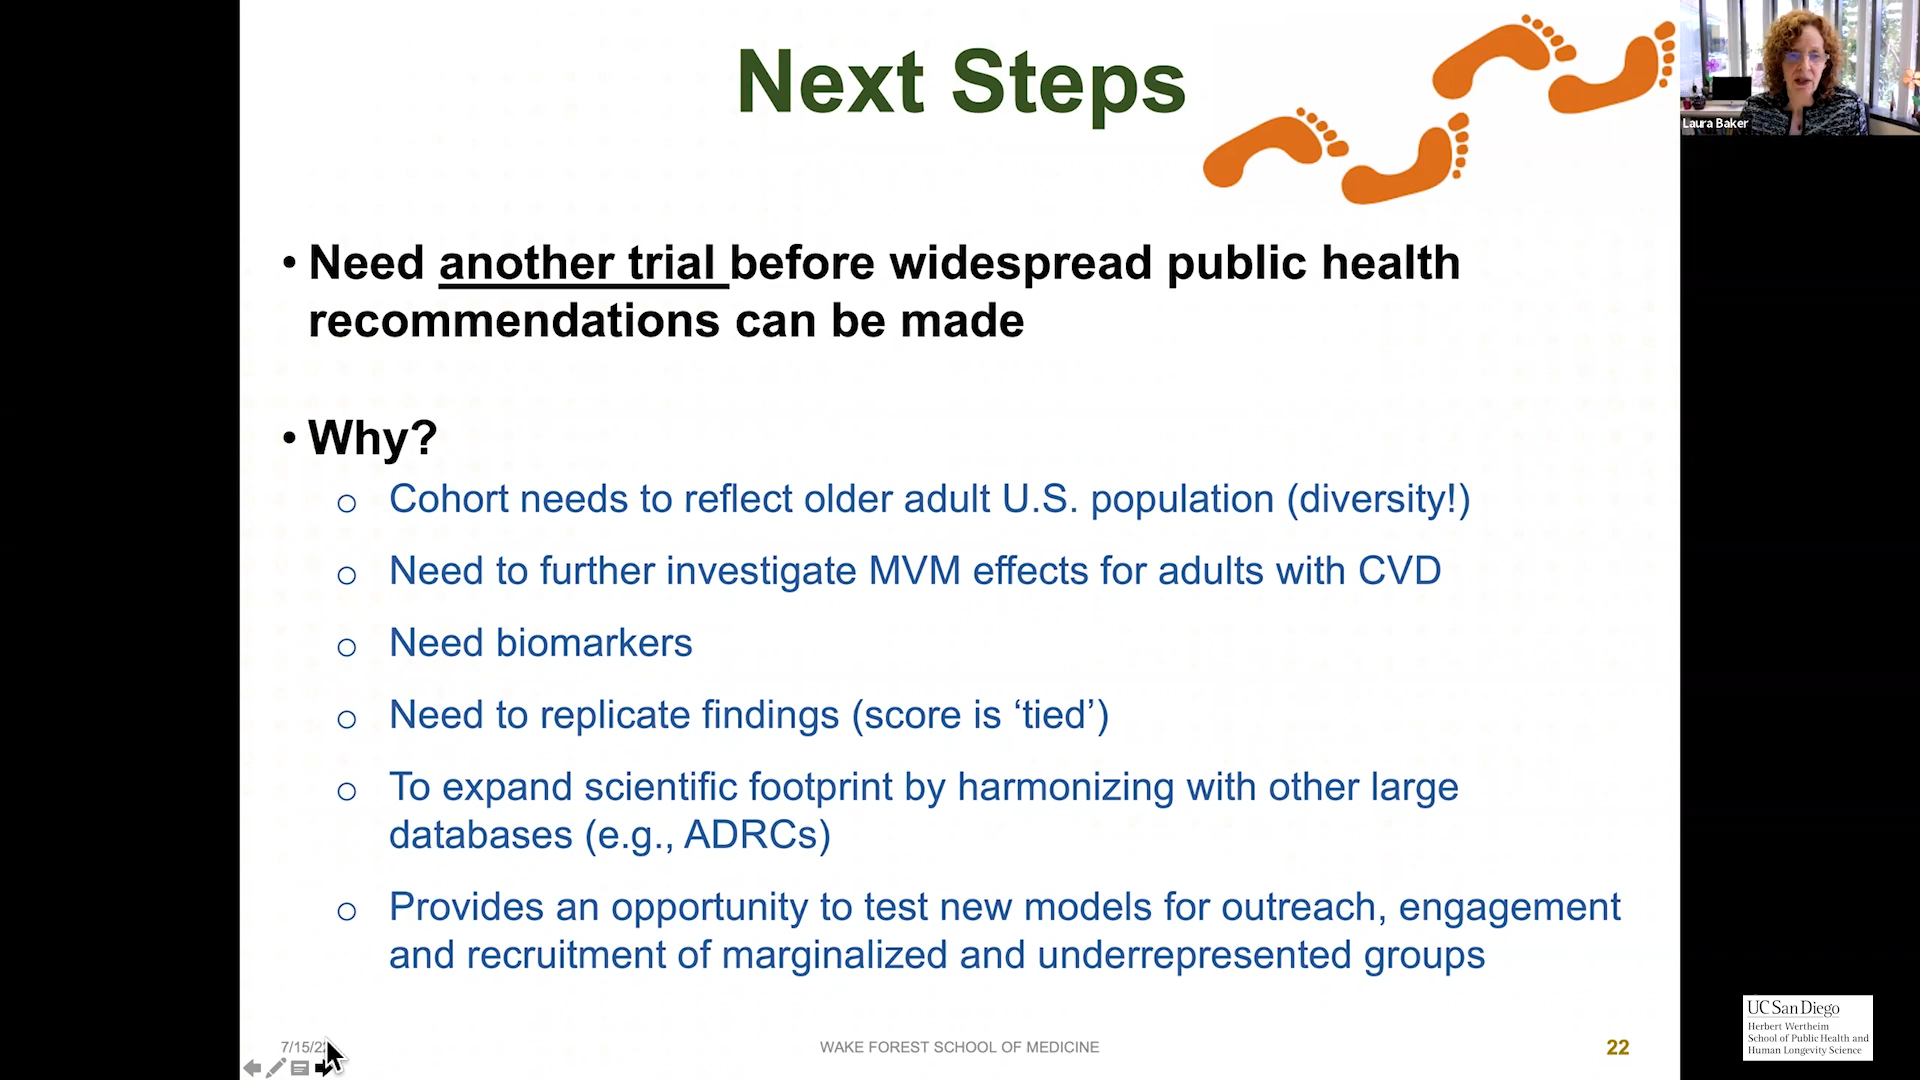 Next Steps
Laura Baker
• Need another trial before widespread public health
recommendations can be made
• Why?
o Cohort needs to reflect older adult U.S. population (diversity!)
o Need to further investigate MVM effects for adults with CVD
o Need biomarkers
o Need to replicate findings (score is ‘tied’)
o To expand scientific footprint by harmonizing with other large
databases (e.g., ADRCs)
o Provides an opportunity to test new models for outreach, engagement
and recruitment of marginalized and underrepresented groups
7/15/2
WAKE FOREST SCHOOL OF MEDICINE
22
UC San Diego
Herbert Wertheim
School of Public Health and
Human Longevity Science